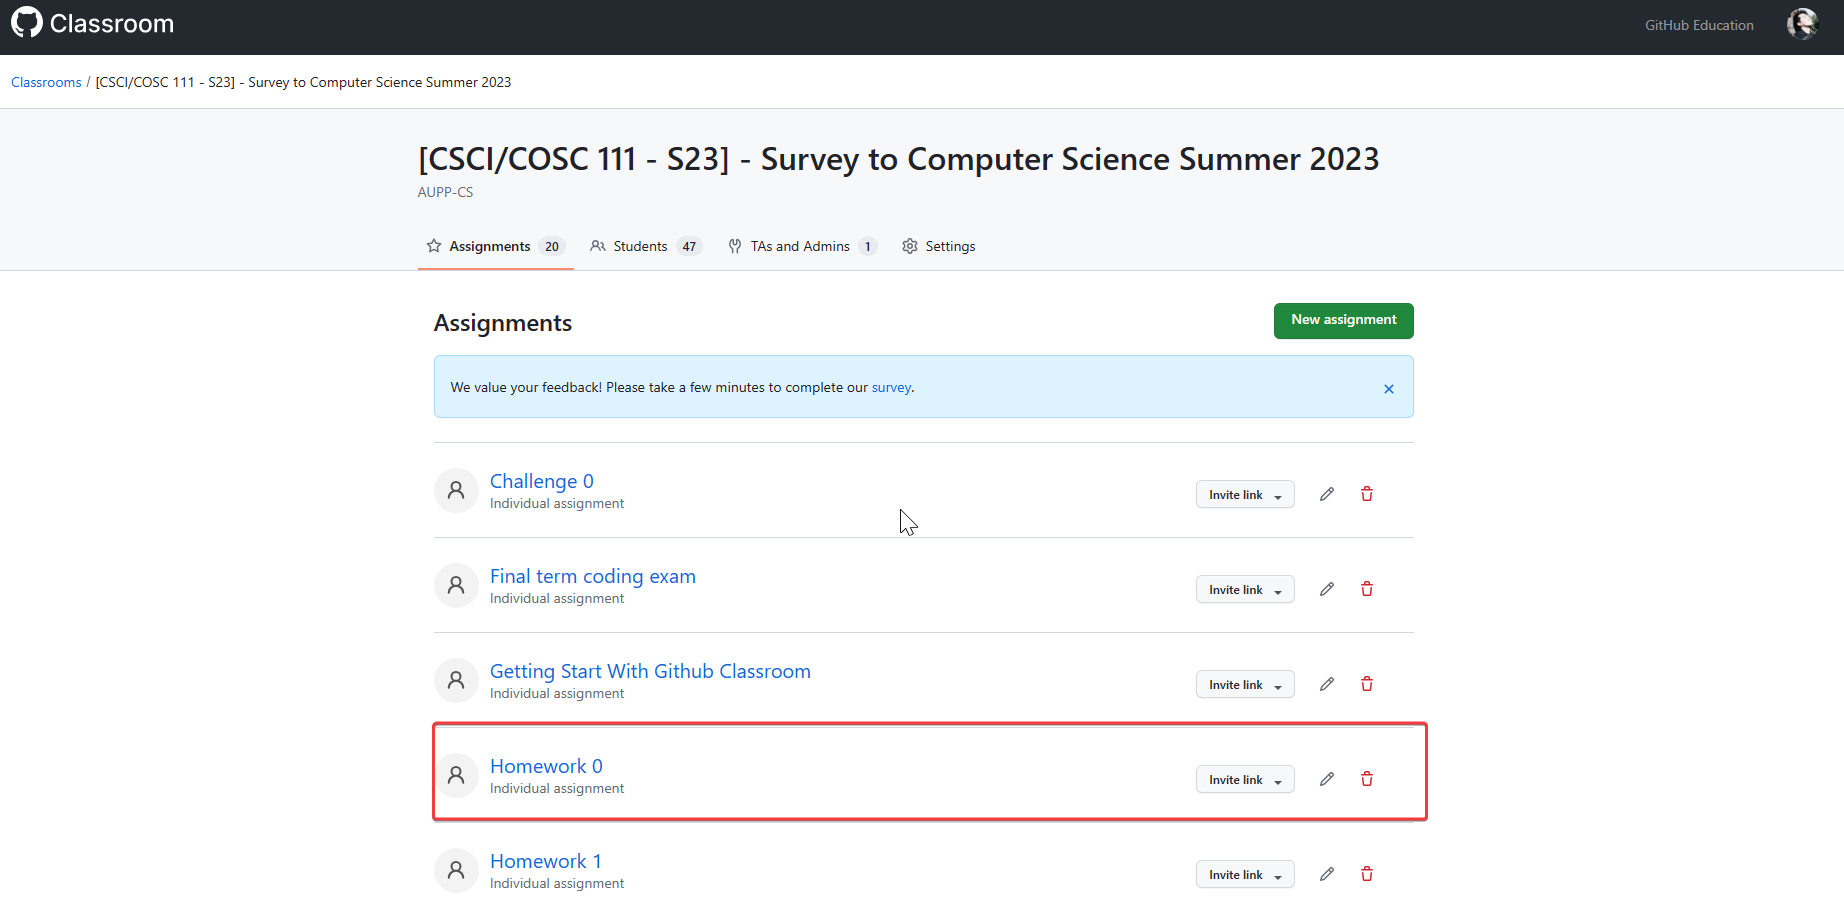 Classroom
GitHub Education
Classrooms / [CSCI/COSC 111 - S23] - Survey to Computer Science Summer 2023
[CSCI/COSC 111 - S23] - Survey to Computer Science Summer 2023
AUPP-CS
Assignments 20 Students 47 TAs and Admins 1 Settings
Assignments
New assignment
We value your feedback! Please take a few minutes to complete our survey.
Challenge 0
Individual assignment
Invite link
Final term coding exam
Individual assignment
Invite link
Getting Start With Github Classroom
Individual assignment
Invite link
Homework 0
Individual assignment
Invite link
Homework 1
Individual assignment
Invite link